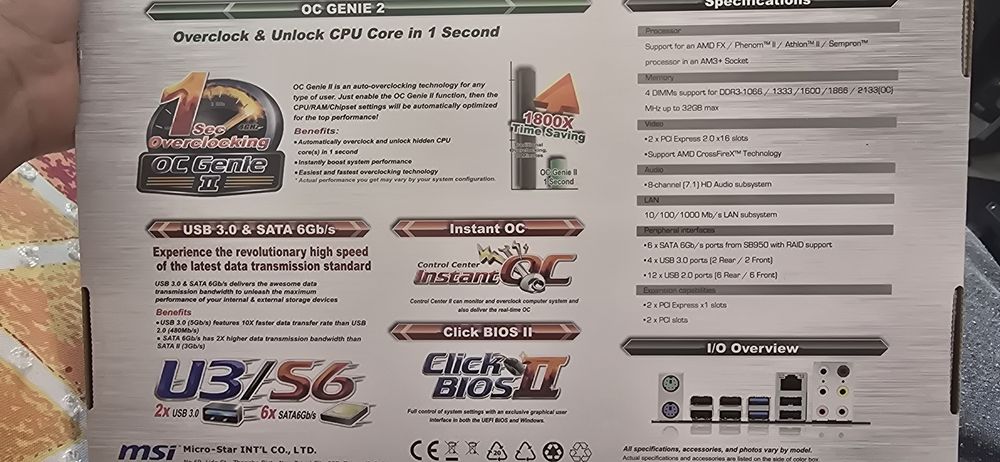 OC GENIE 2
Overclock & Unlock CPU Core in 1 Second
1
Sec
Overclocking
OC Genie
II
4GHz
OC Genie II is an auto-overclocking technology for any
type of user. Just enable the OC Genie II function, then the
CPU/RAM/Chipset settings will be automatically optimized
for the top performance!
Benefits:
• Automatically overclock and unlock hidden CPU
core(s) in 1 second
• Instantly boost system performance
• Easiest and fastest overclocking technology
* Actual performance you get may vary by your system configuration.
1800X
Time Saving
OC Genie II
1 Second
USB 3.0 & SATA 6Gb/s
Experience the revolutionary high speed
of the latest data transmission standard
USB 3.0 & SATA 6Gb/s delivers the awesome data
transmission bandwidth to unleash the maximum
performance of your internal & external storage devices
Benefits
• USB 3.0 (5Gb/s) features 10X faster data transfer rate than USB
2.0 (480Mb/s)
• SATA 6Gb/s has 2X higher data transmission bandwidth than
SATA II (3Gb/s)
U3/S6
2x USB 3.0 6x SATA6Gb/s
msi™ Micro-Star INT'L CO., LTD.
Instant OC
Control Center
Instant OC
Control Center II can monitor and overclock computer system and
also deliver the real-time OC
Click BIOS II
Click
BIOS II
Full control of system settings with an exclusive graphical user
interface in both the UEFI BIOS and Windows.
CE
20
Specifications
Processor
Support for an AMD FX / Phenom™ II / Athlon™ II / Sempron™
processor in an AM3+ Socket
Memory
4 DIMMs support for DDR3-1066 / 1333 / 1600 / 1866 / 2133(OC)
MHz up to 32GB max
Video
•2 x PCI Express 2.0 x16 slots
•Support AMD CrossFireX™ Technology
Audio
•8-channel (7.1) HD Audio subsystem
LAN
10/100/1000 Mb/s LAN subsystem
Peripheral interfaces
•6 x SATA 6Gb/s ports from SB950 with RAID support
•4 x USB 3.0 ports (2 Rear / 2 Front)
•12 x USB 2.0 ports (6 Rear / 6 Front)
Expansion capabilities
•2 x PCI Express x1 slots
•2 x PCI slots
I/O Overview
All specifications, accessories, and photos vary by model.
Actual specifications and accessories are listed on the side of color box